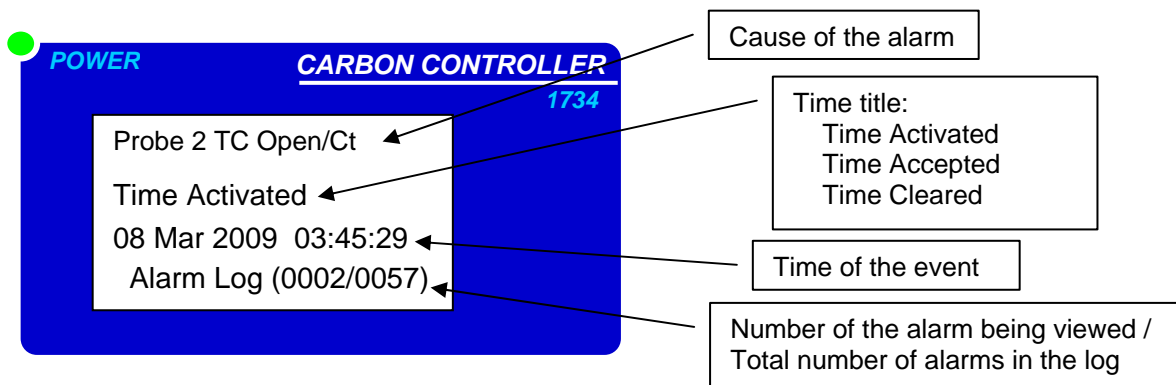 POWER
CARBON CONTROLLER
1734
Probe 2 TC Open/Ct
Time Activated
08 Mar 2009 03:45:29
Alarm Log (0002/0057)
Cause of the alarm
Time title:
Time Activated
Time Accepted
Time Cleared
Time of the event
Number of the alarm being viewed /
Total number of alarms in the log